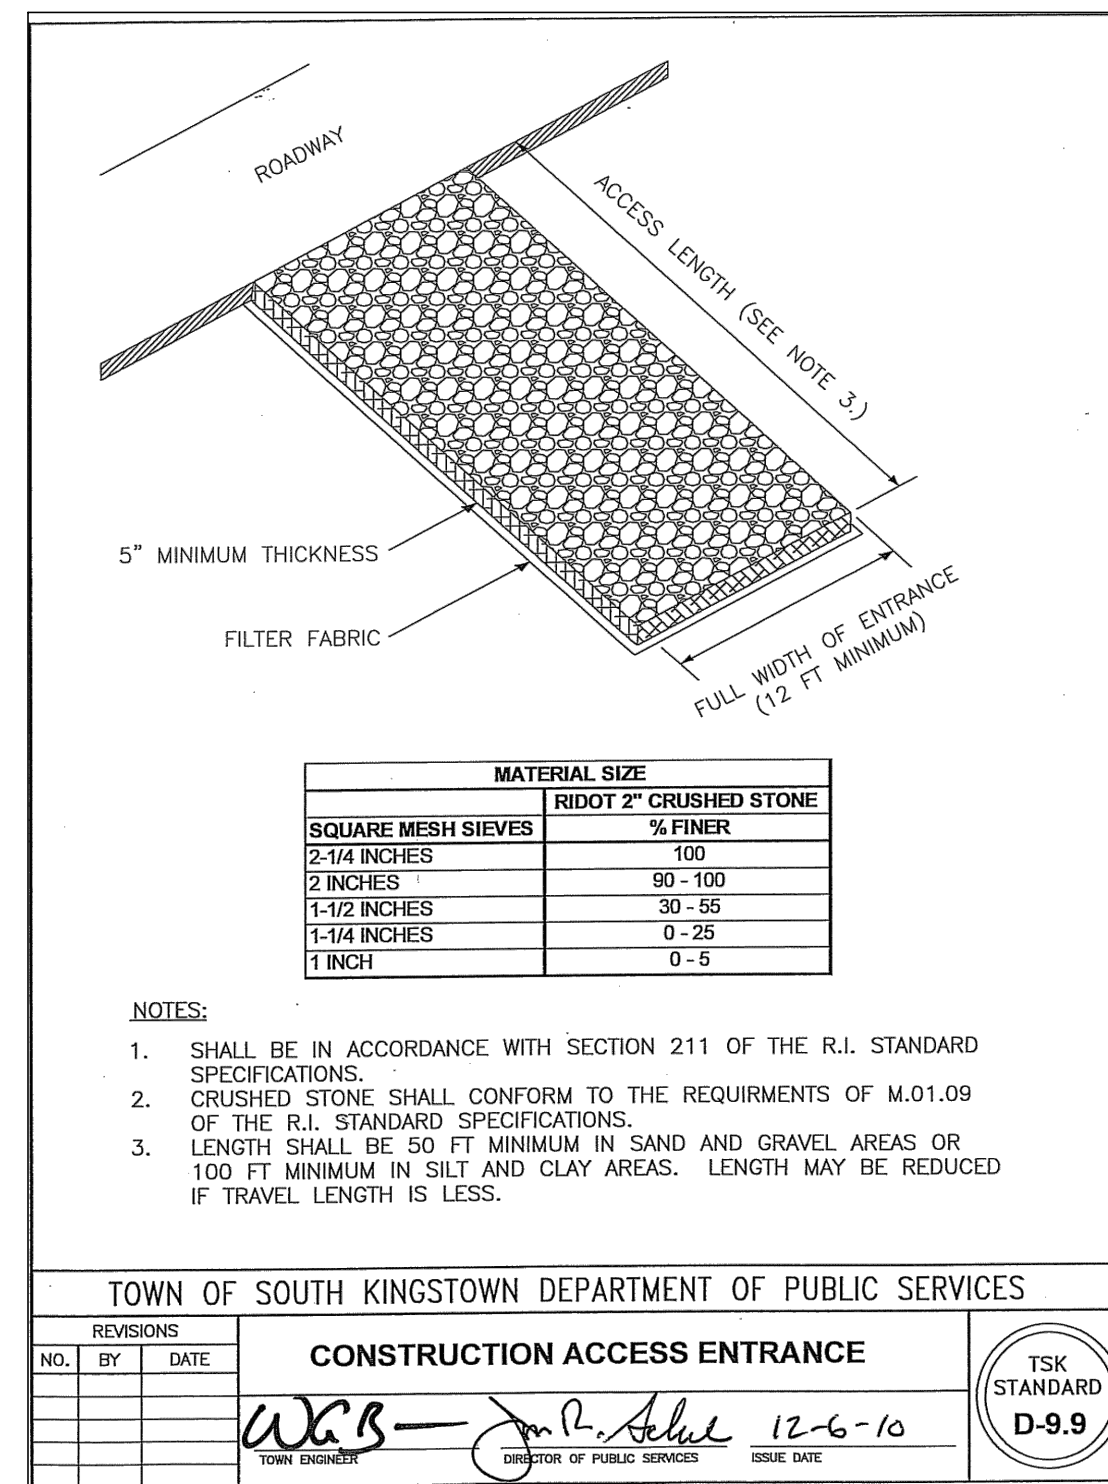 ROADWAY
ACCESS LENGTH (SEE NOTE 3.)
5" MINIMUM THICKNESS
FILTER FABRIC
FULL WIDTH OF ENTRANCE
(12 FT MINIMUM)
MATERIAL SIZE
RIDOT 2" CRUSHED STONE
SQUARE MESH SIEVES % FINER
2-1/4 INCHES 100
2 INCHES 90 - 100
1-1/2 INCHES 30 - 55
1-1/4 INCHES 0 - 25
1 INCH 0 - 5
NOTES:
1. SHALL BE IN ACCORDANCE WITH SECTION 211 OF THE R.I. STANDARD
SPECIFICATIONS.
2. CRUSHED STONE SHALL CONFORM TO THE REQUIRMENTS OF M.01.09
OF THE R.I. STANDARD SPECIFICATIONS.
3. LENGTH SHALL BE 50 FT MINIMUM IN SAND AND GRAVEL AREAS OR
100 FT MINIMUM IN SILT AND CLAY AREAS. LENGTH MAY BE REDUCED
IF TRAVEL LENGTH IS LESS.
TOWN OF SOUTH KINGSTOWN DEPARTMENT OF PUBLIC SERVICES
REVISIONS
NO. BY DATE
CONSTRUCTION ACCESS ENTRANCE
WGB 12-6-10
TOWN ENGINEER DIRECTOR OF PUBLIC SERVICES ISSUE DATE
TSK
STANDARD
D-9.9